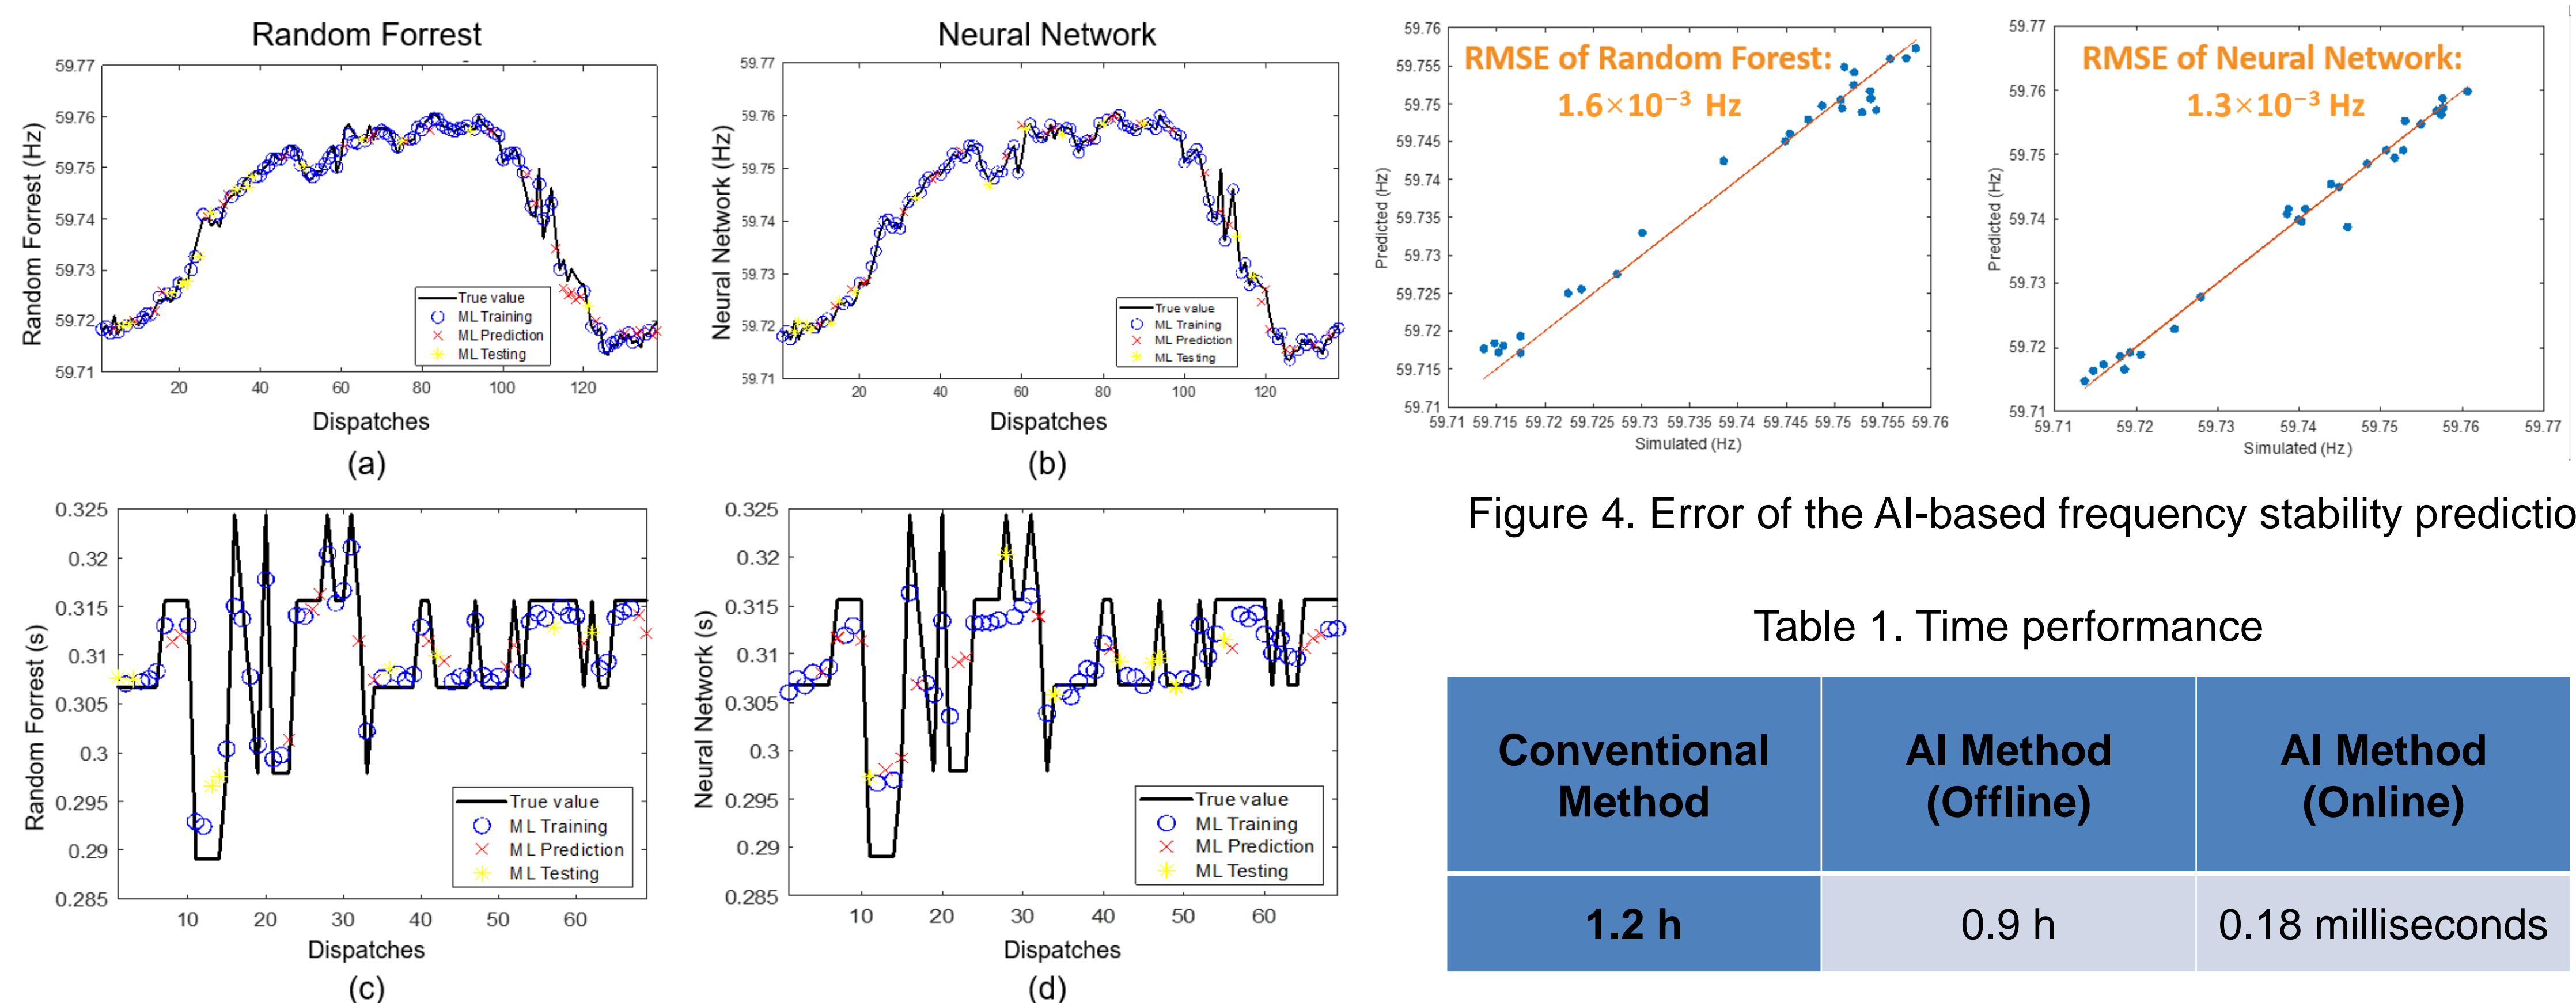 Random Forrest
59.77
59.76
59.75
59.74
59.73
59.72
59.71
Random Forrest (Hz)
True value
ML Training
ML Prediction
ML Testing
20 40 60 80 100 120
Dispatches
(a)
Neural Network
59.77
59.76
59.75
59.74
59.73
59.72
59.71
Neural Network (Hz)
True value
ML Training
ML Prediction
ML Testing
20 40 60 80 100 120
Dispatches
(b)
RMSE of Random Forest:
1.6×10⁻³ Hz
59.76
59.755
59.75
59.745
59.74
59.735
59.73
59.725
59.72
59.715
59.71
Predicted (Hz)
59.71 59.715 59.72 59.725 59.73 59.735 59.74 59.745 59.75 59.755 59.76
Simulated (Hz)
RMSE of Neural Network:
1.3×10⁻³ Hz
59.77
59.76
59.75
59.74
59.73
59.72
59.71
Predicted (Hz)
59.71 59.72 59.73 59.74 59.75 59.76 59.77
Simulated (Hz)
0.325
0.32
0.315
0.31
0.305
0.3
0.295
0.29
0.285
Random Forrest (s)
True value
ML Training
ML Prediction
ML Testing
10 20 30 40 50 60
Dispatches
(c)
0.325
0.32
0.315
0.31
0.305
0.3
0.295
0.29
0.285
Neural Network (s)
True value
ML Training
ML Prediction
ML Testing
10 20 30 40 50 60
Dispatches
(d)
Figure 4. Error of the AI-based frequency stability predictio
Table 1. Time performance
Conventional
Method
AI Method
(Offline)
AI Method
(Online)
1.2 h
0.9 h
0.18 milliseconds